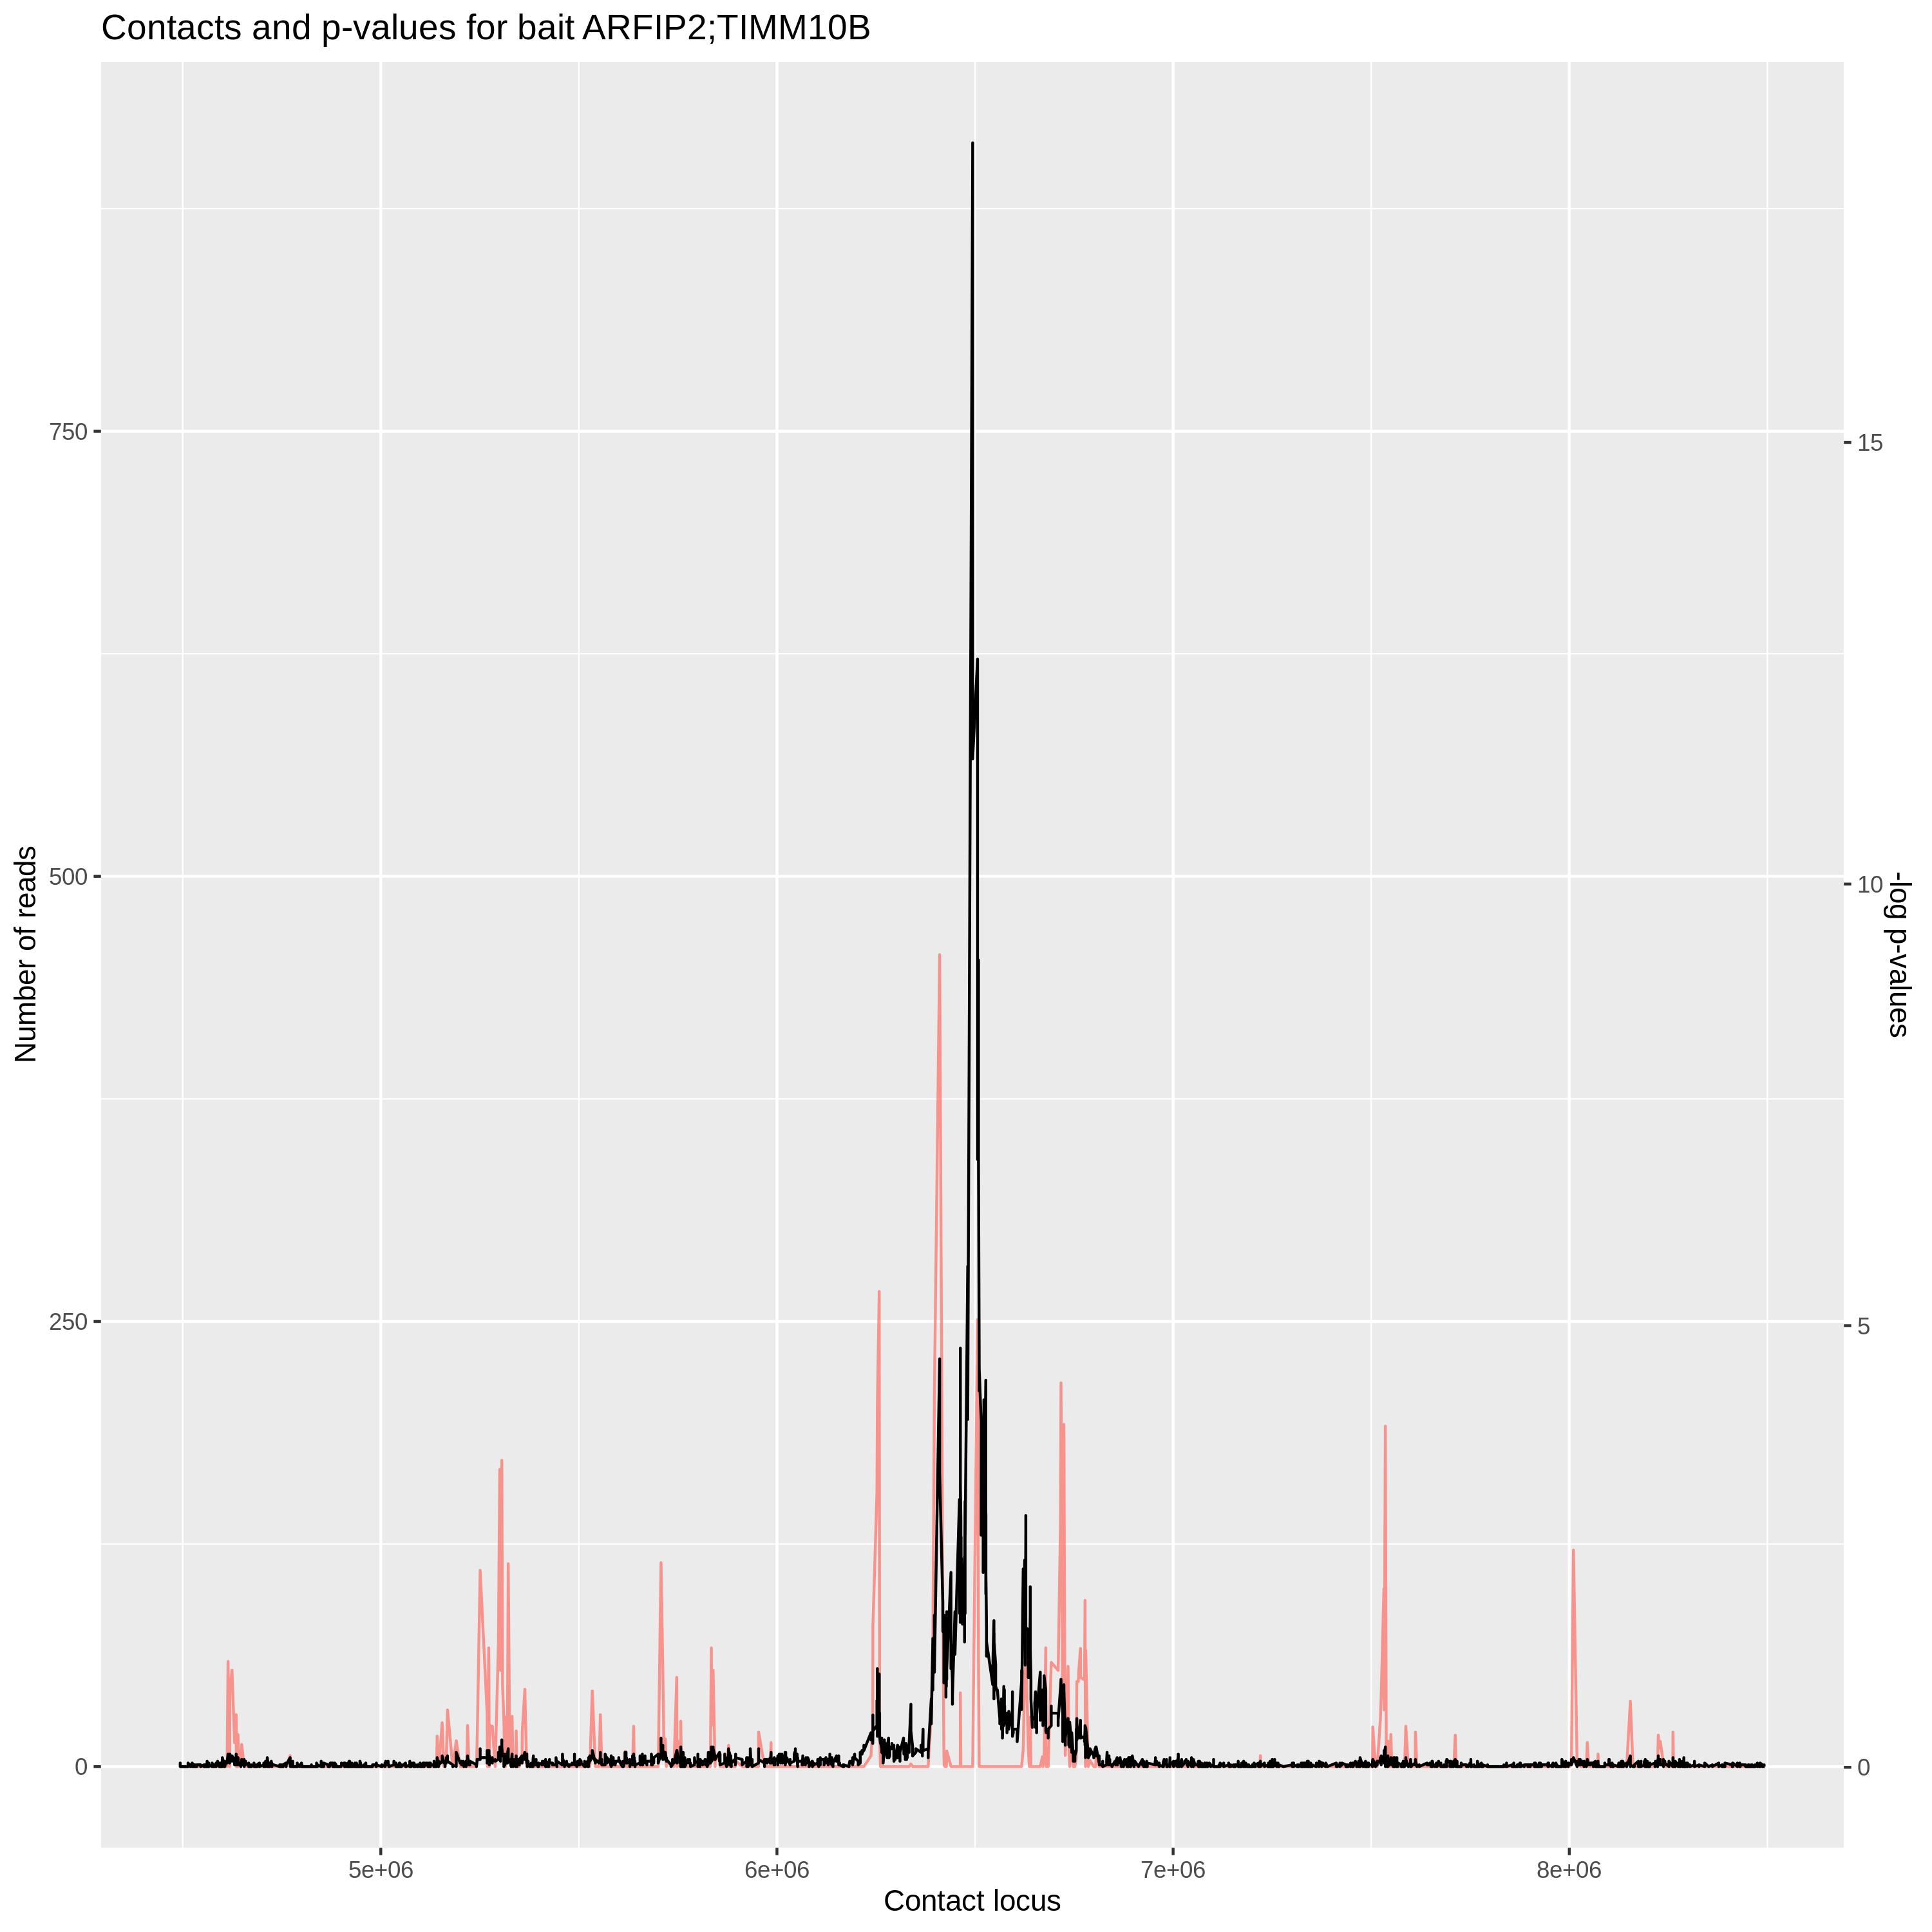 Contacts and p-values for bait ARFIP2;TIMM10B
Number of reads
750
500
250
0
15
10
5
0
-log p-values
5e+06
6e+06
7e+06
8e+06
Contact locus